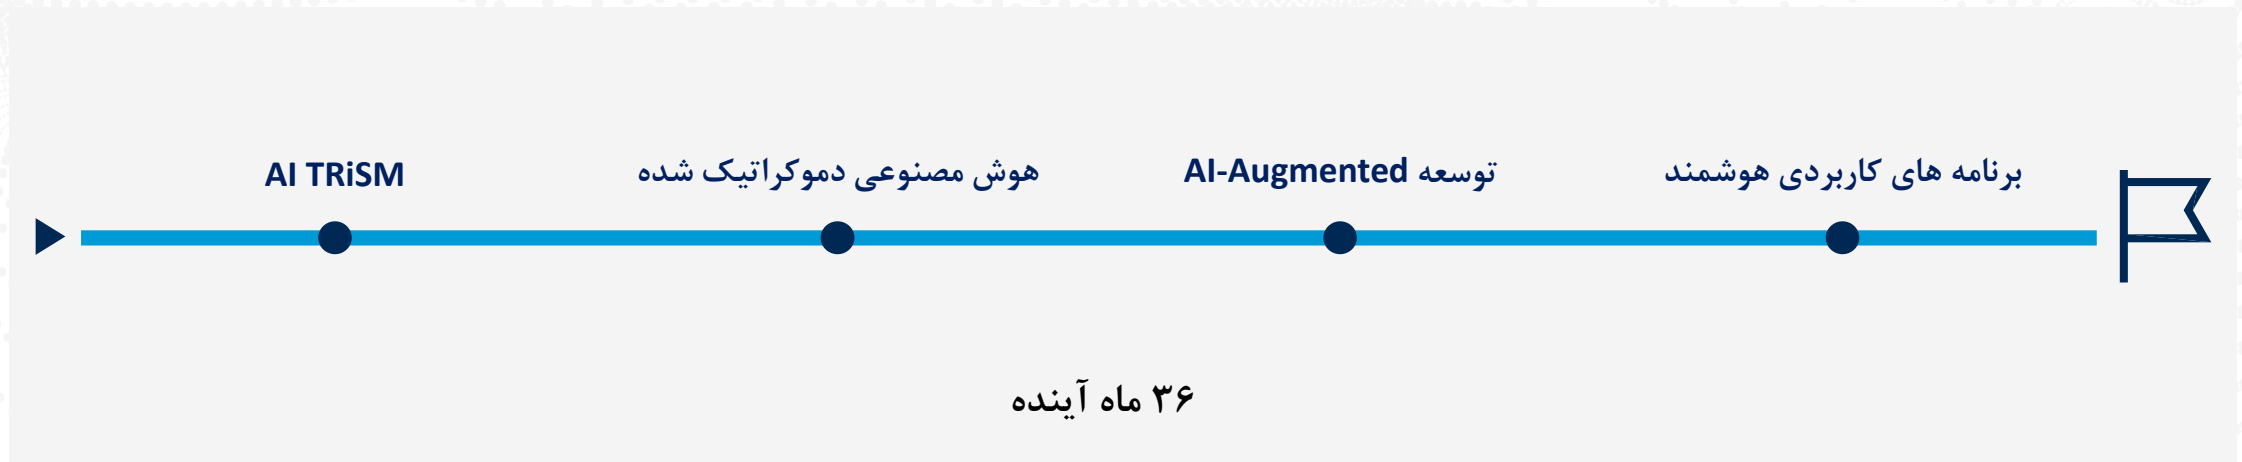 AI TRiSM
هوش مصنوعی دموکراتیک شده
توسعه AI-Augmented
برنامه های کاربردی هوشمند
۳۶ ماه آینده